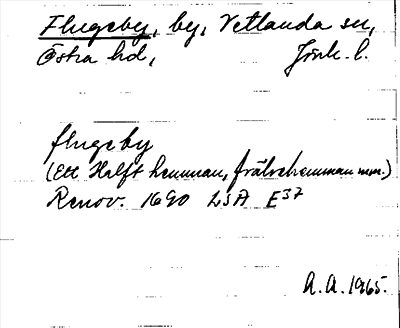 Flugeby, by, Vetlanda sn,
Östra hd, Jönk. l.
flugeby
(Ett Halft hemman, frälsehemman mm.)
Renov. 1690 LSA E37
A.A. 1965.